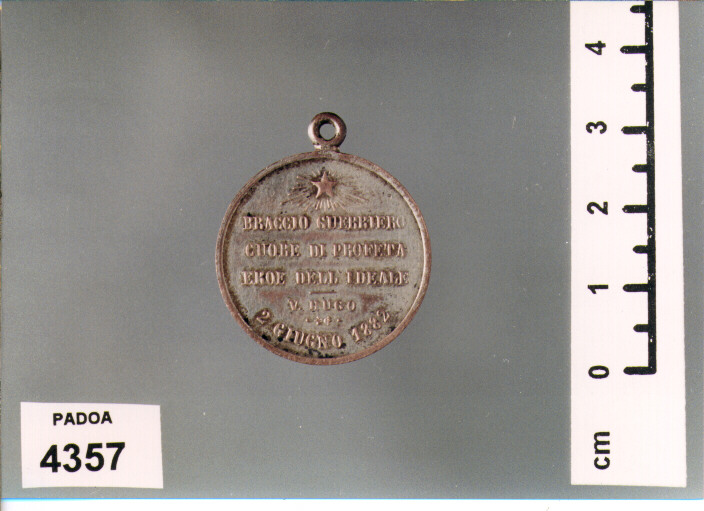 BRAGGIO GUERRIERO
CUORE DI PROFETA
EROE DELL IDEALE
V. HUGO
2 GIUGNO 1882
PADOA
4357
4
3
2
1
0
cm